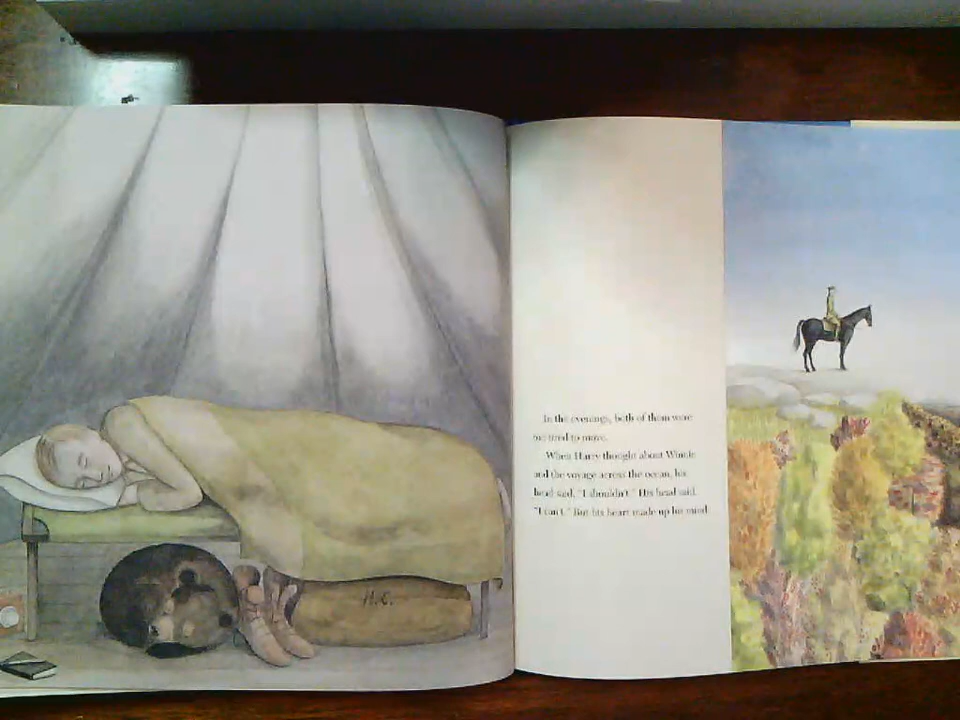 H.C.
In the evenings, both of them were
too tired to move.
When Harry thought about Winnie
and the voyage across the ocean, his
head said, "I shouldn't." His head said,
"I can't." But his heart made up his mind.